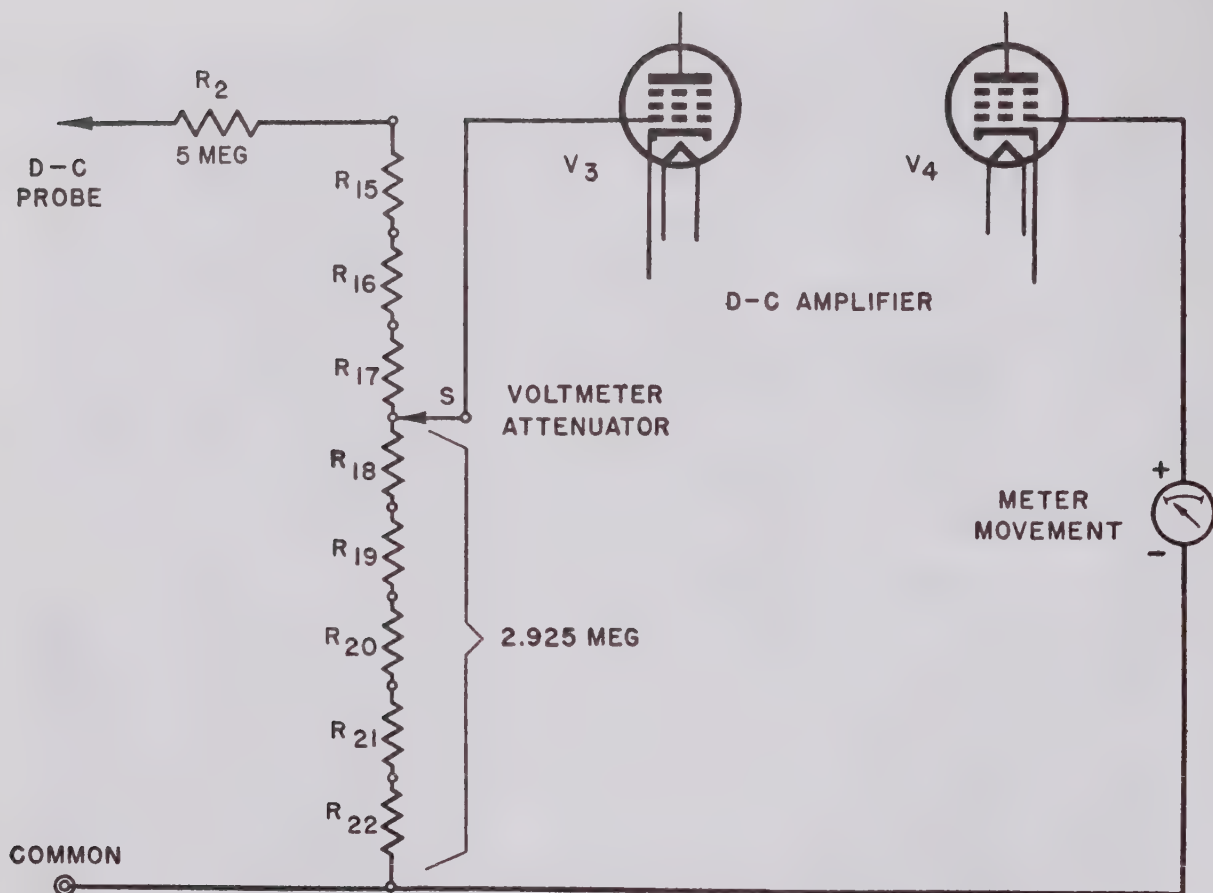 R2
5 MEG
D-C
PROBE
R15
R16
R17
S
VOLTMETER
ATTENUATOR
V3
V4
D-C AMPLIFIER
R18
R19
R20
R21
R22
2.925 MEG
METER
MOVEMENT
+
-
COMMON